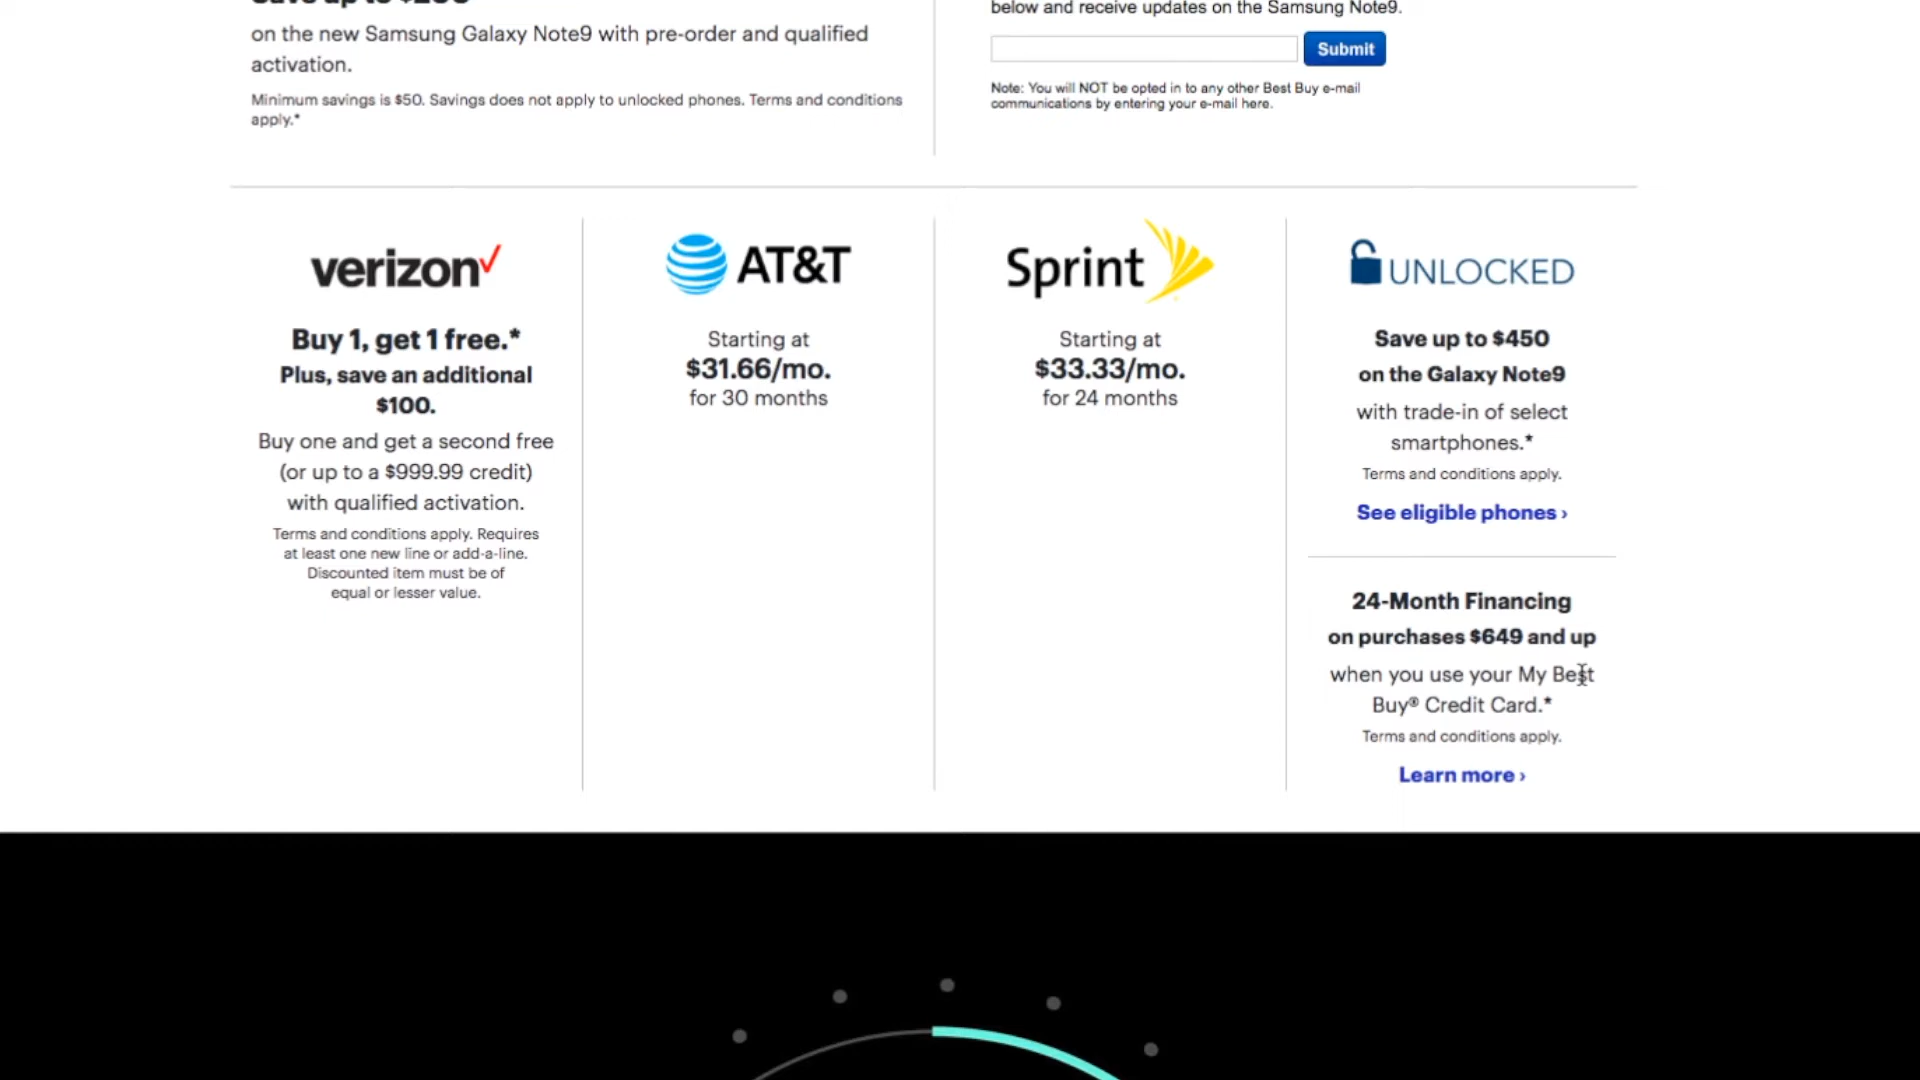 Save up to $200
on the new Samsung Galaxy Note9 with pre-order and qualified
activation.
Minimum savings is $50. Savings does not apply to unlocked phones. Terms and conditions
apply.*
below and receive updates on the Samsung Note9.
Submit
Note: You will NOT be opted in to any other Best Buy e-mail
communications by entering your e-mail here.
verizon
Buy 1, get 1 free.*
Plus, save an additional
$100.
Buy one and get a second free
(or up to a $999.99 credit)
with qualified activation.
Terms and conditions apply. Requires
at least one new line or add-a-line.
Discounted item must be of
equal or lesser value.
AT&T
Starting at
$31.66/mo.
for 30 months
Sprint
Starting at
$33.33/mo.
for 24 months
UNLOCKED
Save up to $450
on the Galaxy Note9
with trade-in of select
smartphones.*
Terms and conditions apply.
See eligible phones ›
24-Month Financing
on purchases $649 and up
when you use your My Best
Buy® Credit Card.*
Terms and conditions apply.
Learn more ›